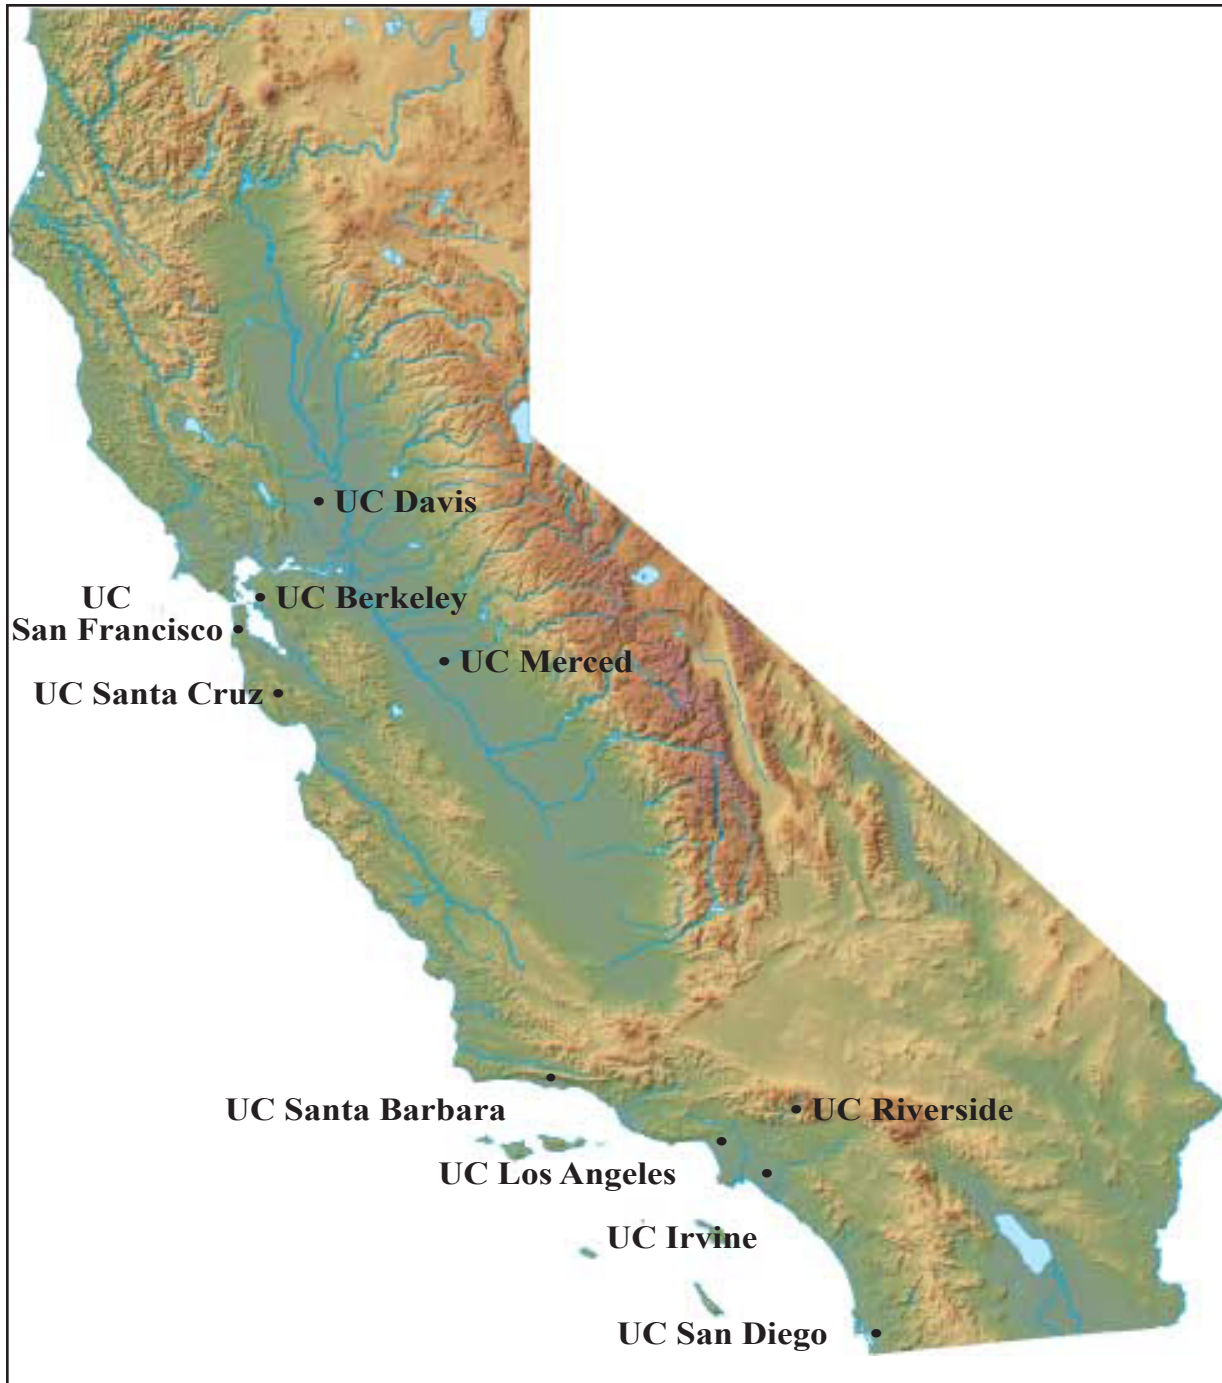 • UC Davis
UC
San Francisco •
• UC Berkeley
• UC Merced
UC Santa Cruz •
UC Santa Barbara
• UC Riverside
UC Los Angeles
UC Irvine
UC San Diego •